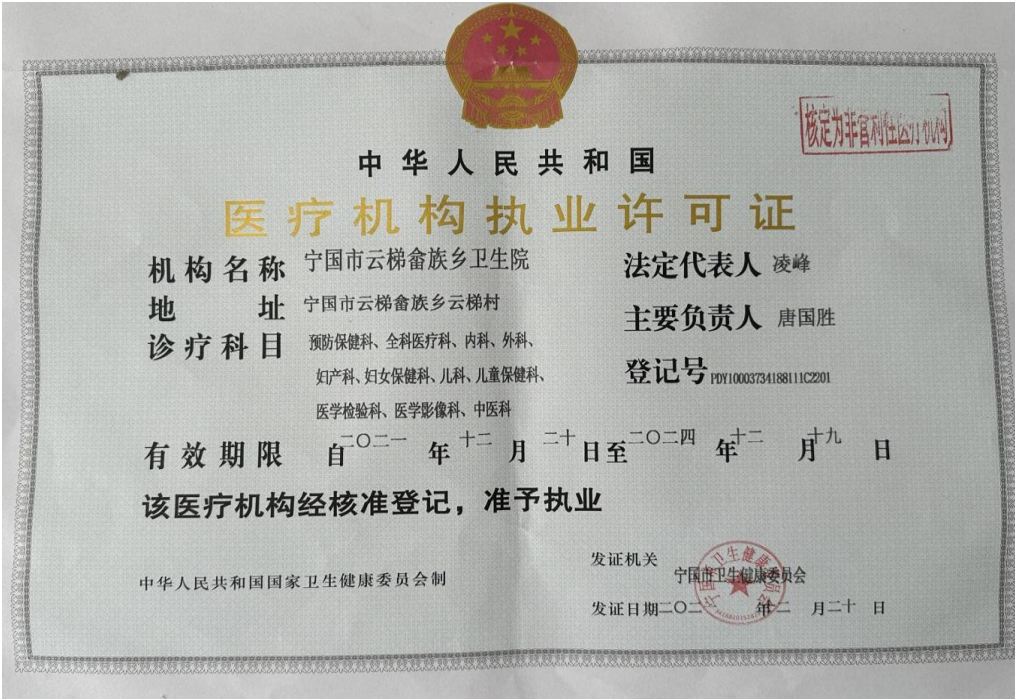 核定为非营利性医疗机构
中华人民共和国
医疗机构执业许可证
机构名称 宁国市云梯畲族乡卫生院
法定代表人 凌峰
地址 宁国市云梯畲族乡云梯村
主要负责人 唐国胜
诊疗科目 预防保健科、全科医疗科、内科、外科、
妇产科、妇女保健科、儿科、儿童保健科、
医学检验科、医学影像科、中医科
登记号 PDY10003734188111C2201
有效期限 自二〇二一年十二月二十日至二〇二四年十二月十九日
该医疗机构经核准登记，准予执业
中华人民共和国国家卫生健康委员会制
发证机关 宁国市卫生健康委员会
发证日期 二〇二 年 二月二十日
宁国市卫生健康委员会